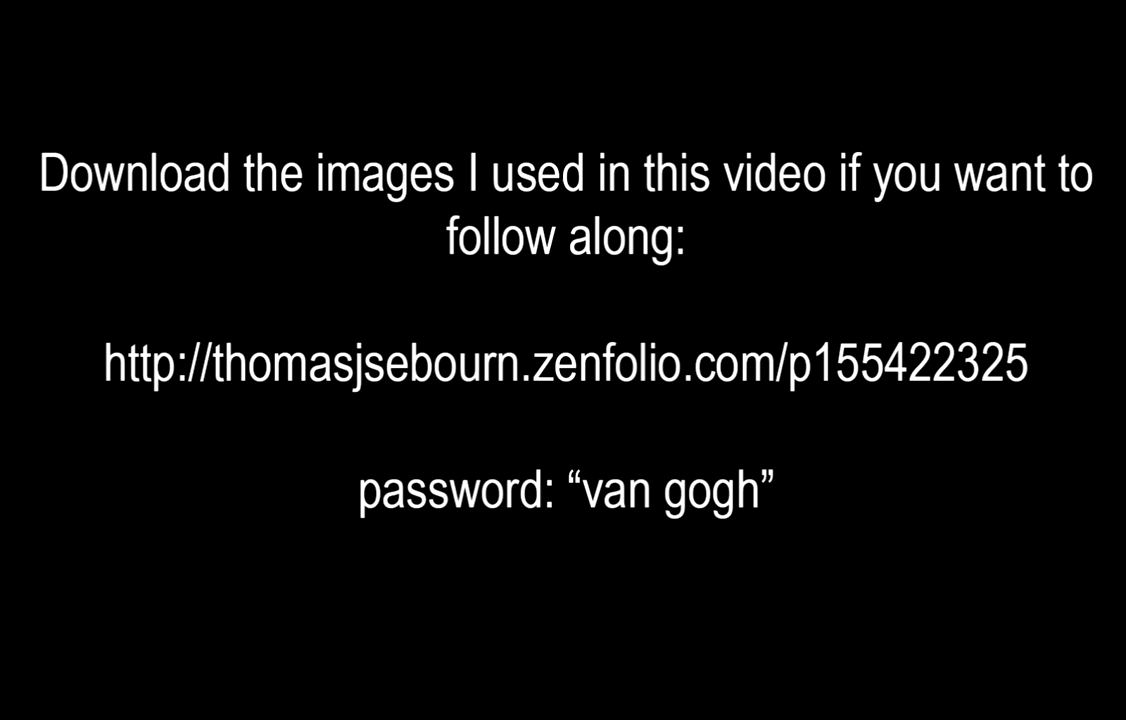 Download the images I used in this video if you want to
follow along:
http://thomasjsebourn.zenfolio.com/p155422325
password: “van gogh”